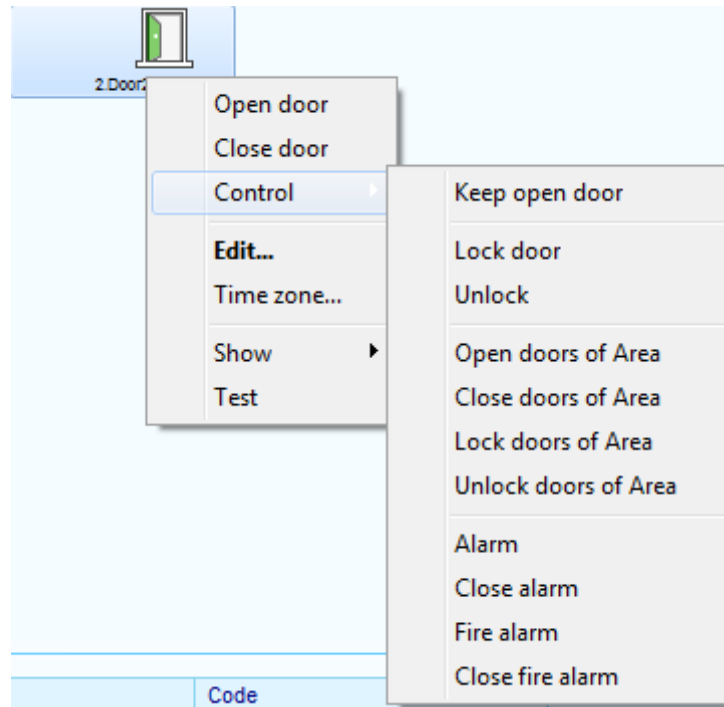 2.Door2
Open door
Close door
Control
Edit...
Time zone...
Show
Test
Keep open door
Lock door
Unlock
Open doors of Area
Close doors of Area
Lock doors of Area
Unlock doors of Area
Alarm
Close alarm
Fire alarm
Close fire alarm
Code